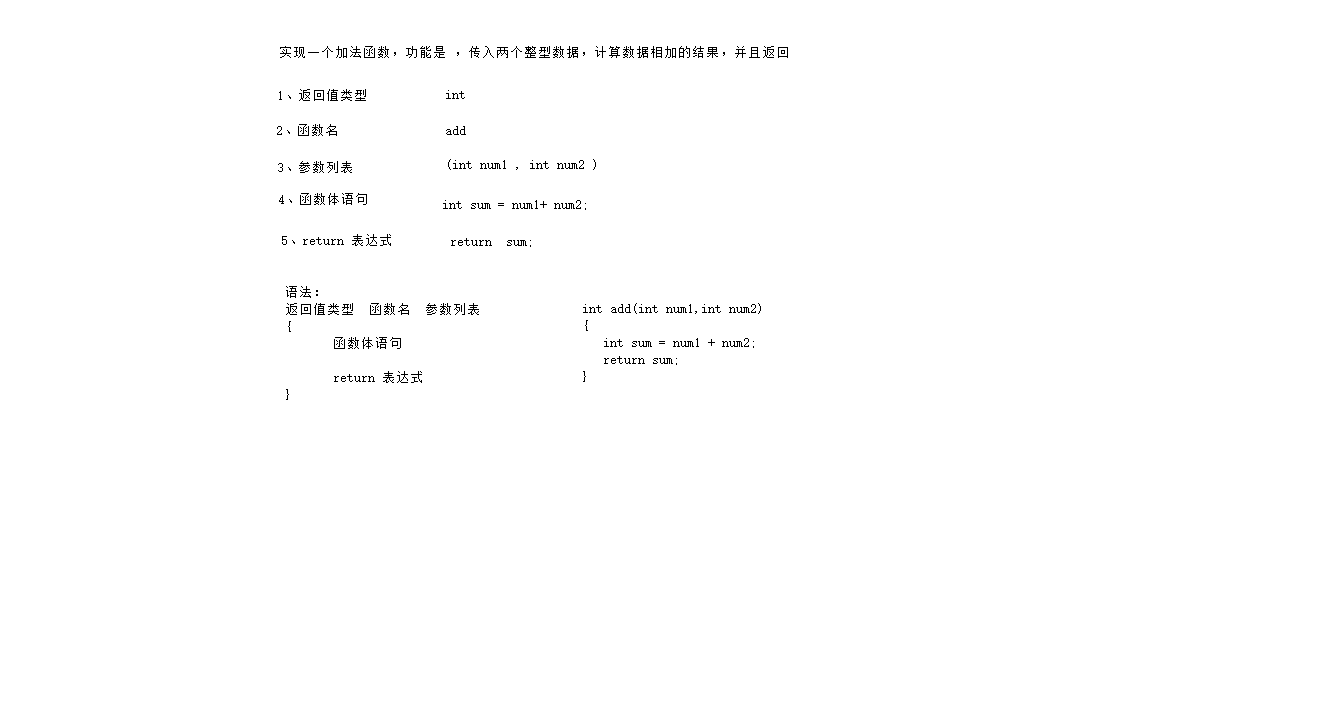 实现一个加法函数，功能是 ，传入两个整型数据，计算数据相加的结果，并且返回
1、返回值类型 int
2、函数名 add
3、参数列表 (int num1 , int num2 )
4、函数体语句 int sum = num1+ num2;
5、return 表达式 return sum;
语法：
返回值类型 函数名 参数列表
{
函数体语句
return 表达式
}
int add(int num1,int num2)
{
int sum = num1 + num2;
return sum;
}